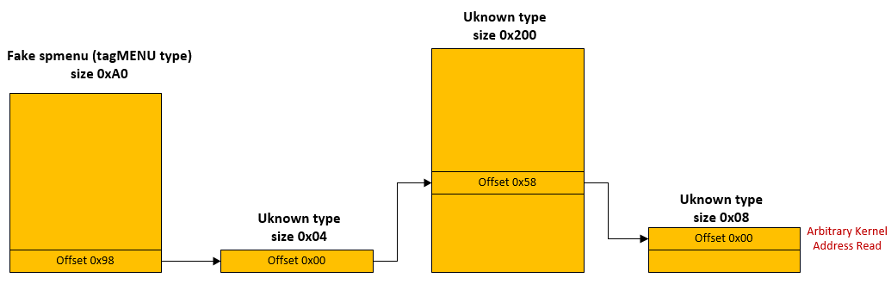 Fake spmenu (tagMENU type)
size 0xA0
Offset 0x98
Uknown type
size 0x04
Offset 0x00
Uknown type
size 0x200
Offset 0x58
Uknown type
size 0x08
Offset 0x00
Arbitrary Kernel
Address Read